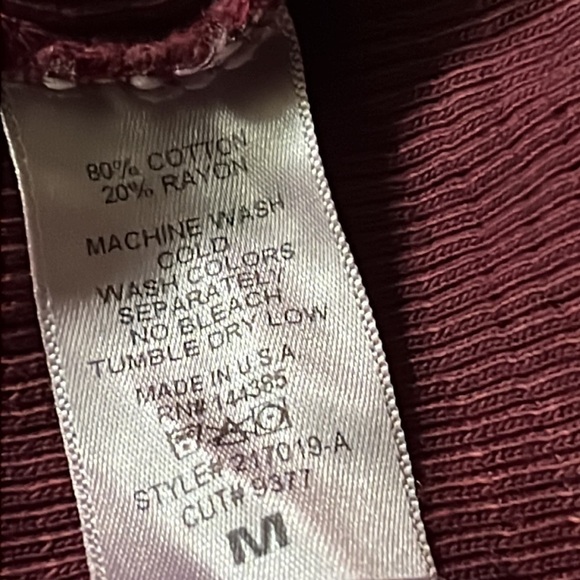 80% COTTON
20% RAYON
MACHINE WASH
COLD
WASH COLORS
SEPARATELY
NO BLEACH
TUMBLE DRY LOW
MADE IN U.S.A
RN# 144385
STYLE# 217019-A
CUT# 9377
M